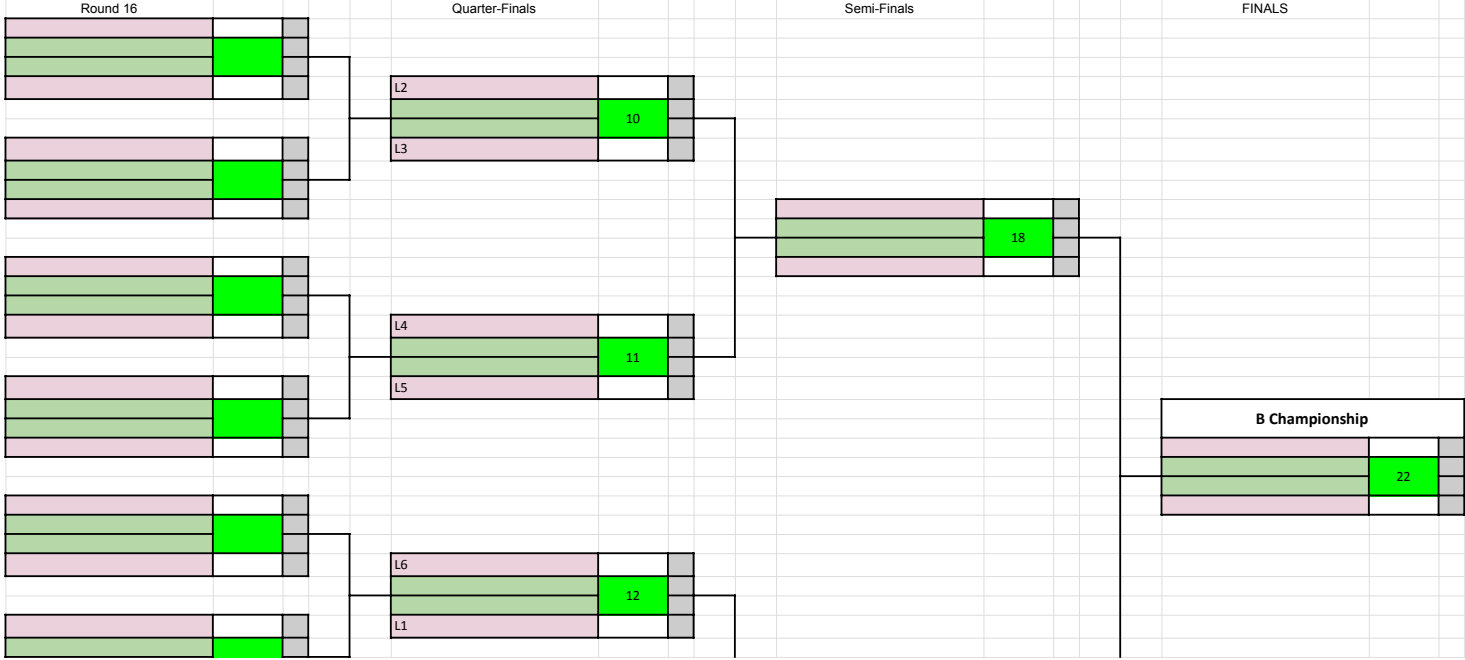 Round 16 Quarter-Finals Semi-Finals FINALS
L2
10
L3
18
L4
11
L5
B Championship
22
L6
12
L1